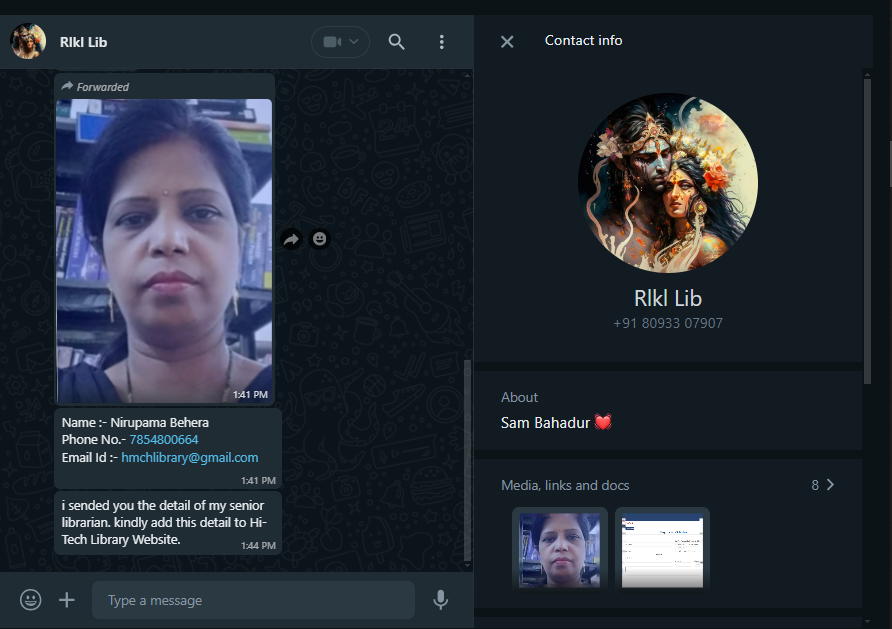 Rlkl Lib
Forwarded
1:41 PM
Name :- Nirupama Behera
Phone No.- 7854800664
Email Id :- hmchlibrary@gmail.com
1:41 PM
i sended you the detail of my senior
librarian. kindly add this detail to Hi-
Tech Library Website.
1:44 PM
Type a message
Contact info
Rlkl Lib
+91 80933 07907
About
Sam Bahadur 💓
Media, links and docs
8